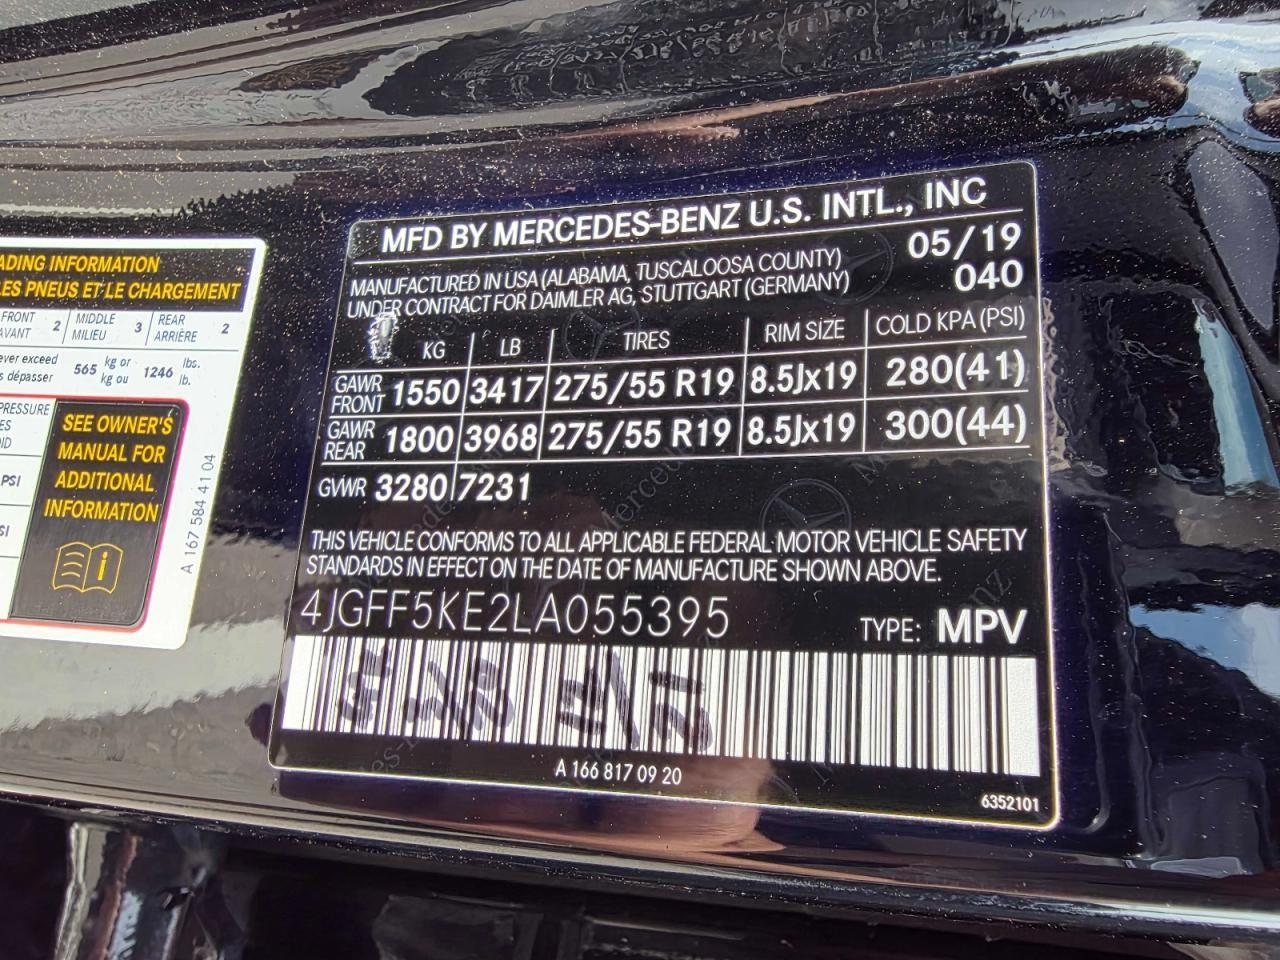 ADING INFORMATION
LES PNEUS ET LE CHARGEMENT
FRONT 2 MIDDLE 3 REAR 2
AVANT MILIEU ARRIÈRE
ever exceed 565 kg or 1246 lbs.
s dépasser kg ou lb.
PRESSURE
ES
OID
PSI
SI
SEE OWNER'S
MANUAL FOR
ADDITIONAL
INFORMATION
A 167 584 41 04
MFD BY MERCEDES-BENZ U.S. INTL., INC
MANUFACTURED IN USA (ALABAMA, TUSCALOOSA COUNTY) 05/19
UNDER CONTRACT FOR DAIMLER AG, STUTTGART (GERMANY) 040
KG LB TIRES RIM SIZE COLD KPA (PSI)
GAWR FRONT 1550 3417 275/55 R19 8.5Jx19 280(41)
GAWR REAR 1800 3968 275/55 R19 8.5Jx19 300(44)
GVWR 3280 7231
THIS VEHICLE CONFORMS TO ALL APPLICABLE FEDERAL MOTOR VEHICLE SAFETY
STANDARDS IN EFFECT ON THE DATE OF MANUFACTURE SHOWN ABOVE.
4JGFF5KE2LA055395 TYPE: MPV
A 166 817 09 20
6352101